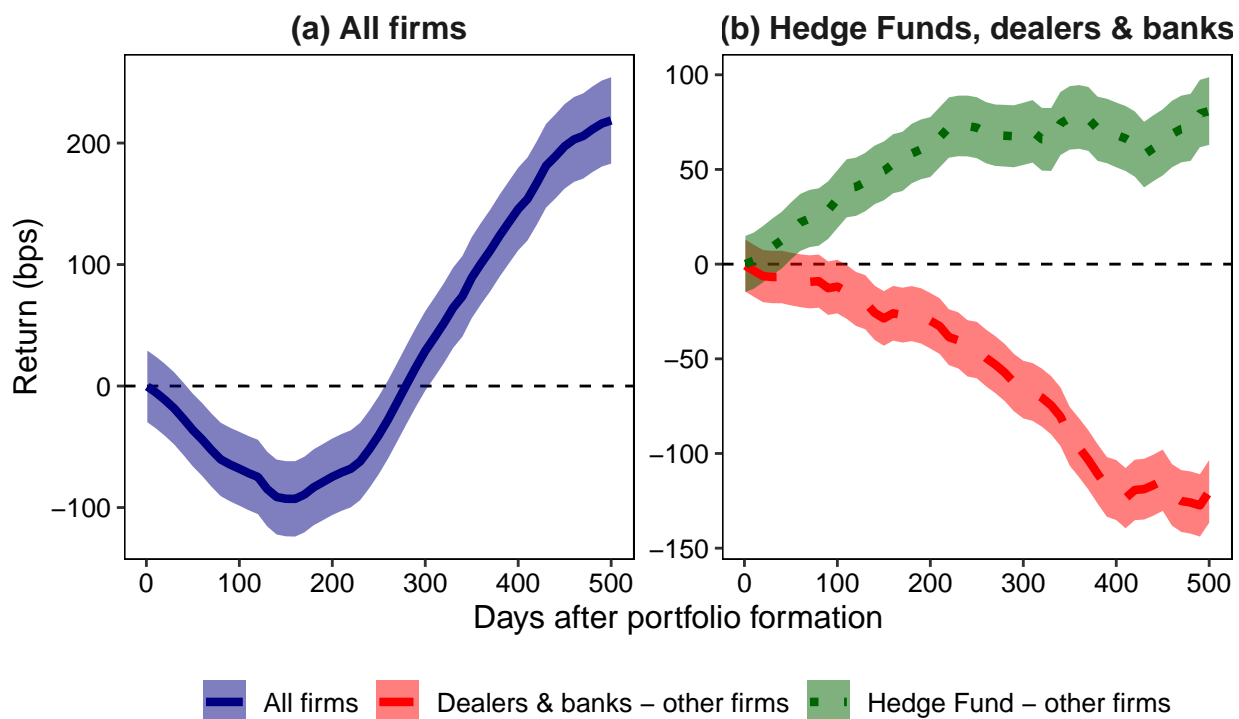 (a) All firms
(b) Hedge Funds, dealers & banks
Return (bps)
200
100
0
−100
0 100 200 300 400 500
100
50
0
−50
−100
−150
0 100 200 300 400 500
Days after portfolio formation
All firms Dealers & banks − other firms Hedge Fund − other firms